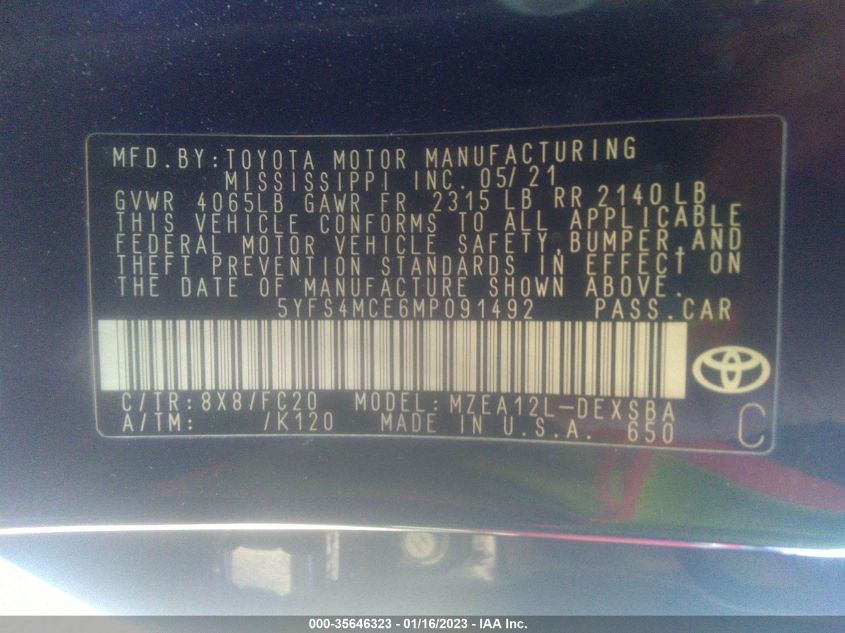 MFD.BY:TOYOTA MOTOR MANUFACTURING
MISSISSIPPI INC. 05/21
GVWR 4065LB GAWR FR 2315 LB RR 2140LB
THIS VEHICLE CONFORMS TO ALL APPLICABLE
FEDERAL MOTOR VEHICLE SAFETY,BUMPER,AND
THEFT PREVENTION STANDARDS IN EFFECT ON
THE DATE OF MANUFACTURE SHOWN ABOVE.
5YFS4MCE6MP091492 PASS.CAR
C/TR:8X8/FC20 MODEL:MZEA12L-DEXSBA
A/TM: /K120 MADE IN U.S.A. 650
C
000-35646323 - 01/16/2023 - IAA Inc.